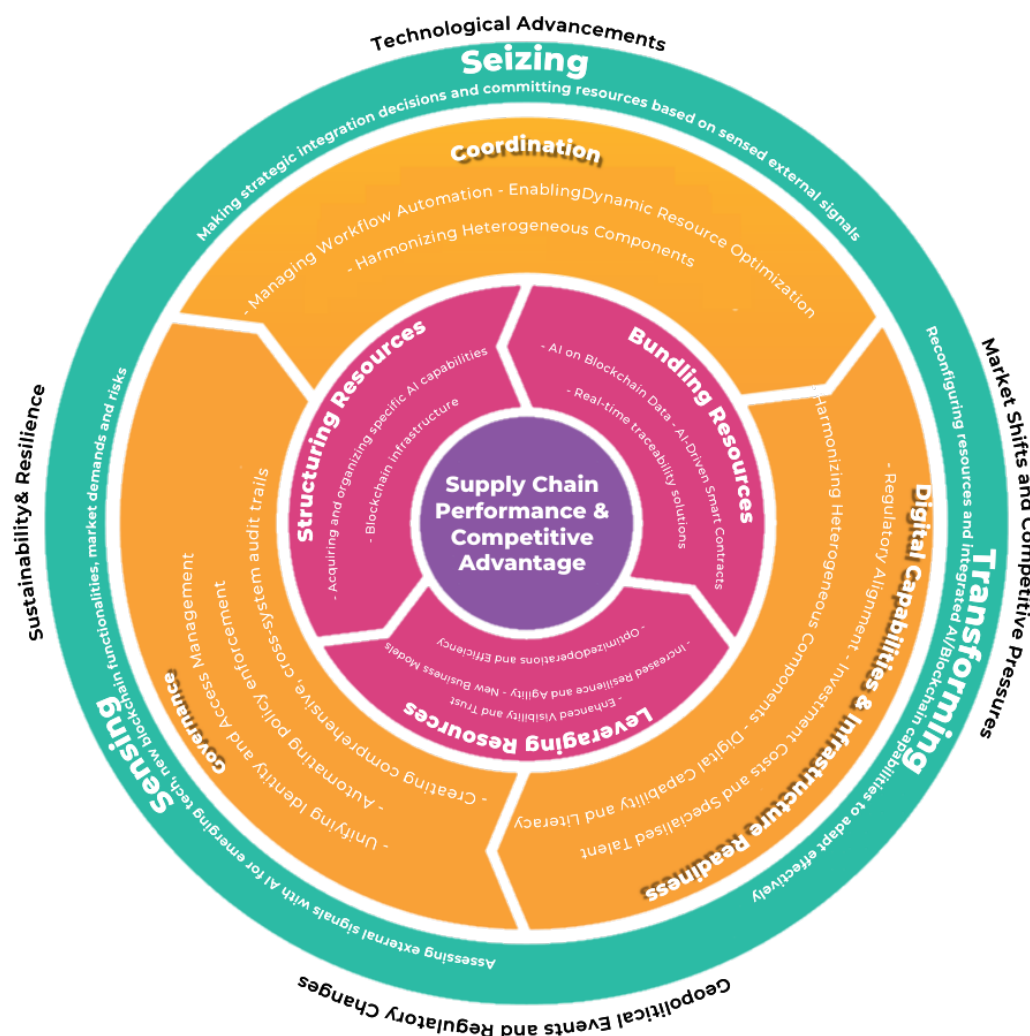 Technological Advancements
Market Shifts and Competitive Pressures
Geopolitical Events and Regulatory Changes
Sustainability& Resilience
Seizing
Making strategic integration decisions and committing resources based on sensed external signals
Transforming
Reconfiguring resources and integrated AI/Blockchain capabilities to adapt effectively
Sensing
Assessing external signals with AI for emerging tech, new blockchain functionalities, market demands and risks
Coordination
- Managing Workflow Automation - EnablingDynamic Resource Optimization
- Harmonizing Heterogeneous Components
Digital Capabilities & Infrastructure Readiness
- Regulatory Alignment - Investment Costs and Specialised Talent
- Harmonizing Heterogeneous Components - Digital Capability and Literacy
Governance
- Unifying Identity and Access Management
- Automating policy enforcement
- Creating comprehensive, cross-system audit trails
Structuring Resources
- Acquiring and organizing specific AI capabilities
- Blockchain infrastructure
Bundling Resources
- AI on Blockchain Data - AI-Driven Smart Contracts
- Real-time traceability solutions
Leveraging Resources
- Enhanced Visibility and Trust
- Increased Resilience and Agility - New Business Models
- OptimizedOperations and Efficiency
Supply Chain
Performance &
Competitive
Advantage